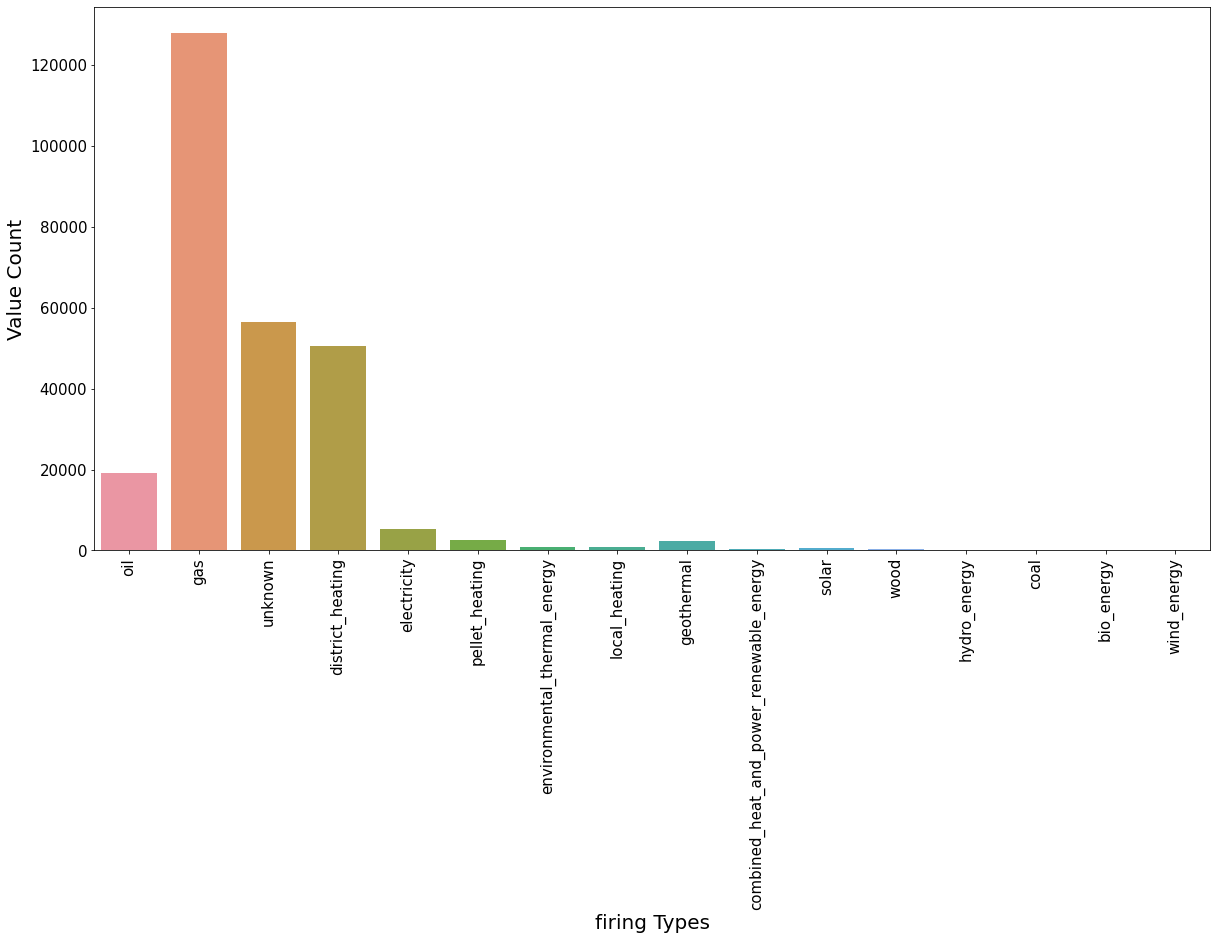 120000
100000
80000
60000
40000
20000
0
Value Count
oil
gas
unknown
district_heating
electricity
pellet_heating
environmental_thermal_energy
local_heating
geothermal
combined_heat_and_power_renewable_energy
solar
wood
hydro_energy
coal
bio_energy
wind_energy
firing Types